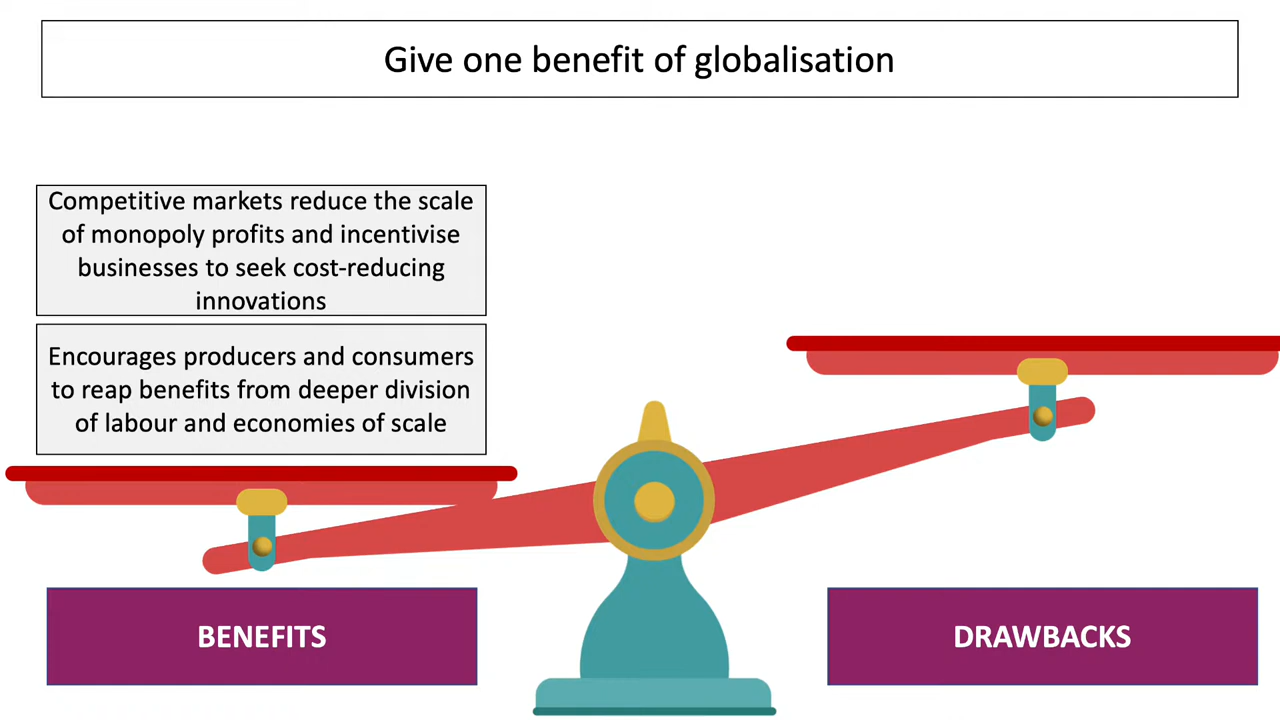 Give one benefit of globalisation
Competitive markets reduce the scale
of monopoly profits and incentivise
businesses to seek cost-reducing
innovations
Encourages producers and consumers
to reap benefits from deeper division
of labour and economies of scale
BENEFITS
DRAWBACKS